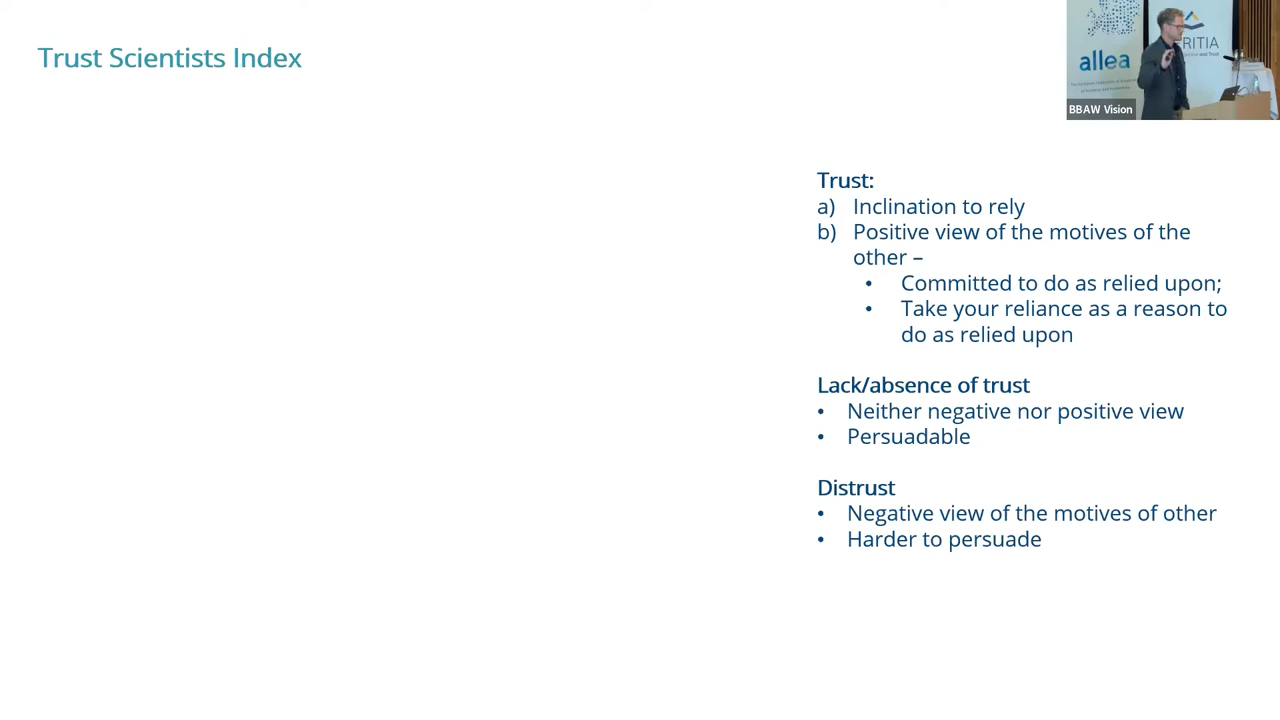 Trust Scientists Index
allea
RITIA
BBAW Vision
Trust:
a) Inclination to rely
b) Positive view of the motives of the
other –
• Committed to do as relied upon;
• Take your reliance as a reason to
do as relied upon
Lack/absence of trust
• Neither negative nor positive view
• Persuadable
Distrust
• Negative view of the motives of other
• Harder to persuade